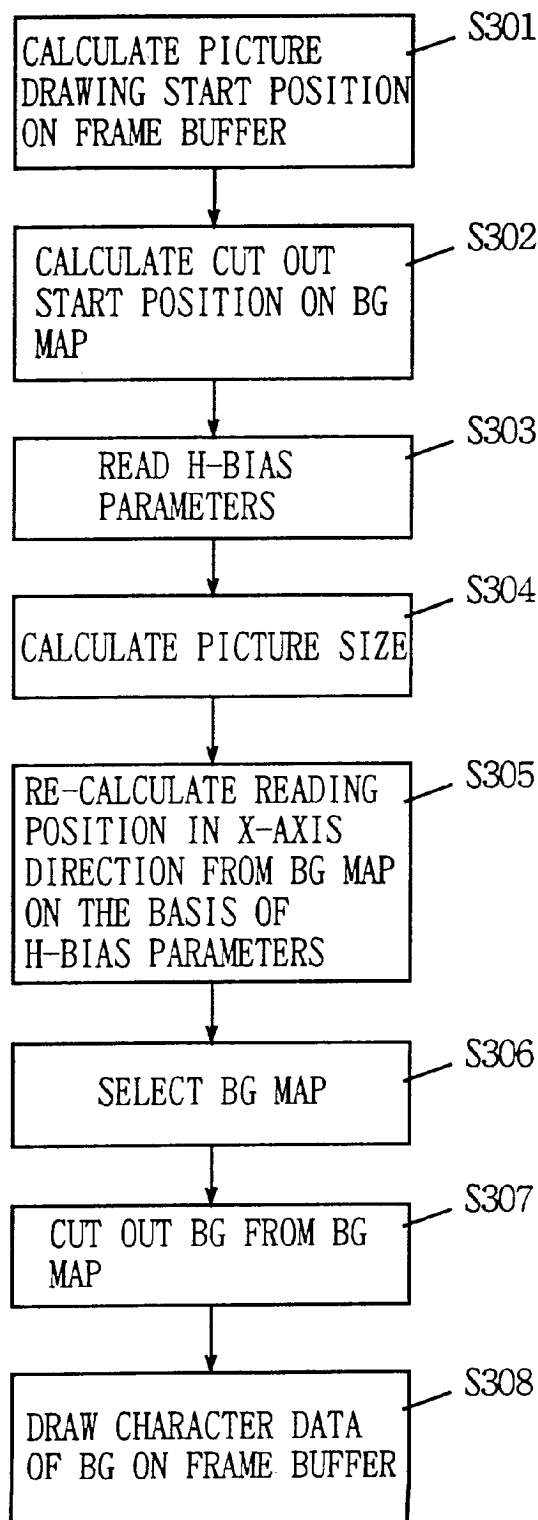 S301
CALCULATE PICTURE
DRAWING START POSITION
ON FRAME BUFFER
S302
CALCULATE CUT OUT
START POSITION ON BG
MAP
S303
READ H-BIAS
PARAMETERS
S304
CALCULATE PICTURE SIZE
S305
RE-CALCULATE READING
POSITION IN X-AXIS
DIRECTION FROM BG MAP
ON THE BASIS OF
H-BIAS PARAMETERS
S306
SELECT BG MAP
S307
CUT OUT BG FROM BG
MAP
S308
DRAW CHARACTER DATA
OF BG ON FRAME BUFFER